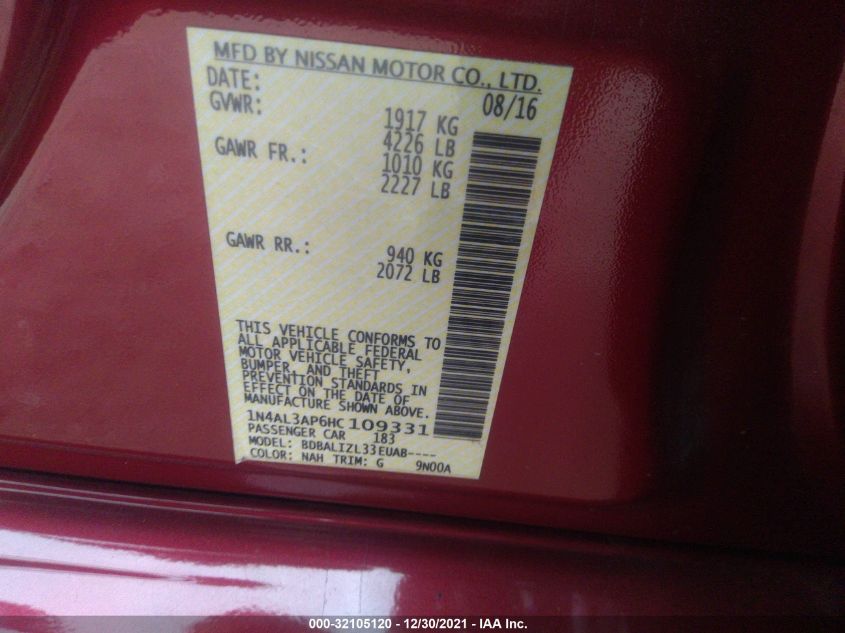 MFD BY NISSAN MOTOR CO., LTD.
DATE: 08/16
GVWR: 1917 KG
4226 LB
GAWR FR.: 1010 KG
2227 LB
GAWR RR.: 940 KG
2072 LB
THIS VEHICLE CONFORMS TO
ALL APPLICABLE FEDERAL
MOTOR VEHICLE SAFETY,
BUMPER, AND THEFT
PREVENTION STANDARDS IN
EFFECT ON THE DATE OF
MANUFACTURE SHOWN ABOVE.
1N4AL3AP6HC109331
PASSENGER CAR 183
MODEL: BDBALIZL33EUAB----
COLOR: NAH TRIM: G 9N00A
000-32105120 - 12/30/2021 - IAA Inc.